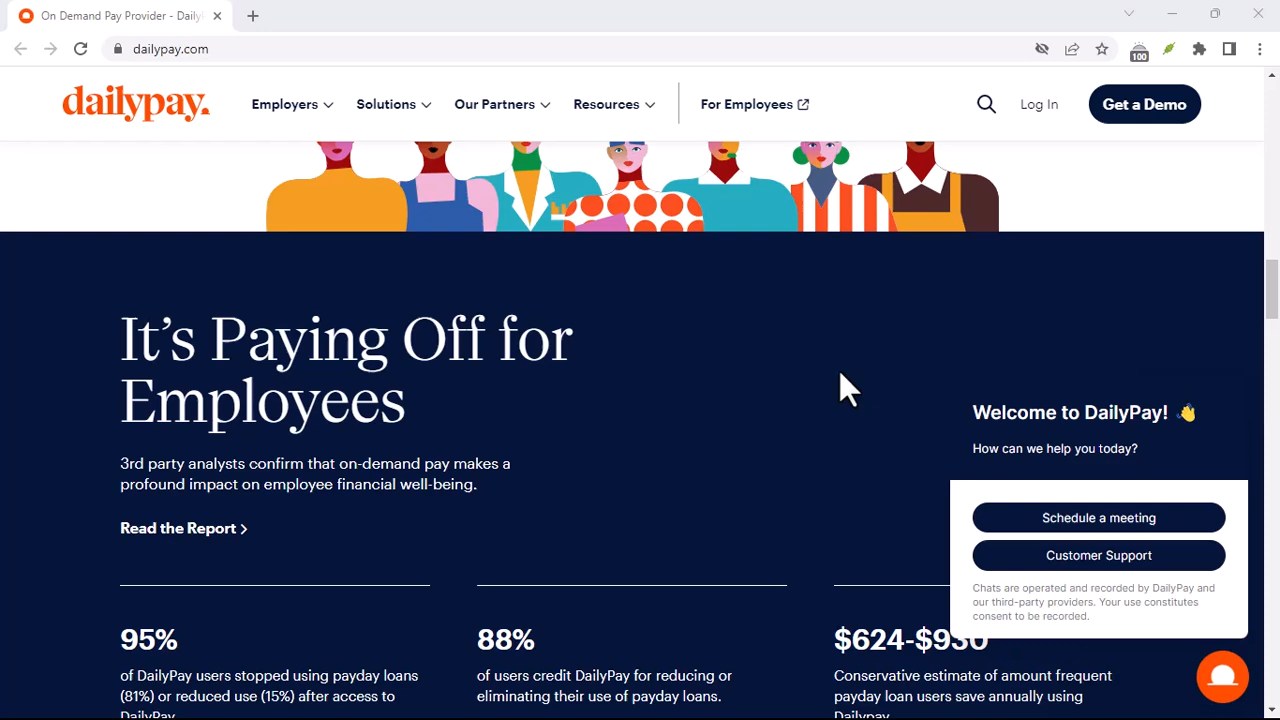 On Demand Pay Provider - Daily
dailypay.com
100
dailypay.
Employers
Solutions
Our Partners
Resources
For Employees
Log In
Get a Demo
It's Paying Off for
Employees
3rd party analysts confirm that on-demand pay makes a
profound impact on employee financial well-being.
Read the Report
Welcome to DailyPay! 👋
How can we help you today?
Schedule a meeting
Customer Support
Chats are operated and recorded by DailyPay and
our third-party providers. Your use constitutes
consent to be recorded.
95%
of DailyPay users stopped using payday loans
(81%) or reduced use (15%) after access to
DailyPay
88%
of users credit DailyPay for reducing or
eliminating their use of payday loans.
$624-$930
Conservative estimate of amount frequent
payday loan users save annually using
Dailypay